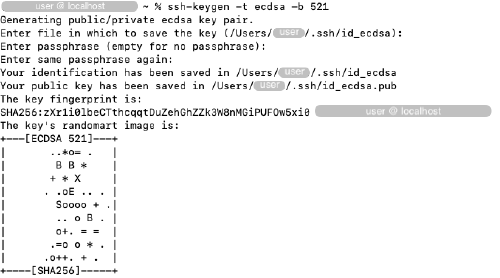 user @ localhost ~ % ssh-keygen -t ecdsa -b 521
Generating public/private ecdsa key pair.
Enter file in which to save the key (/Users/user/.ssh/id_ecdsa):
Enter passphrase (empty for no passphrase):
Enter same passphrase again:
Your identification has been saved in /Users/user/.ssh/id_ecdsa
Your public key has been saved in /Users/user/.ssh/id_ecdsa.pub
The key fingerprint is:
SHA256:zXr1i0lbeCTthcqqtDuZehGhZZk3W8nMGiPUFOw5xi0 user @ localhost
The key's randomart image is:
+---[ECDSA 521]---+
|      ..*o= .    |
|       B B *     |
|      + * X      |
|     . .oE .. .  |
|       Soooo + . |
|       .. o B .  |
|       o+. = =   |
|      .=o o * .  |
|     .o++. + .   |
+----[SHA256]-----+